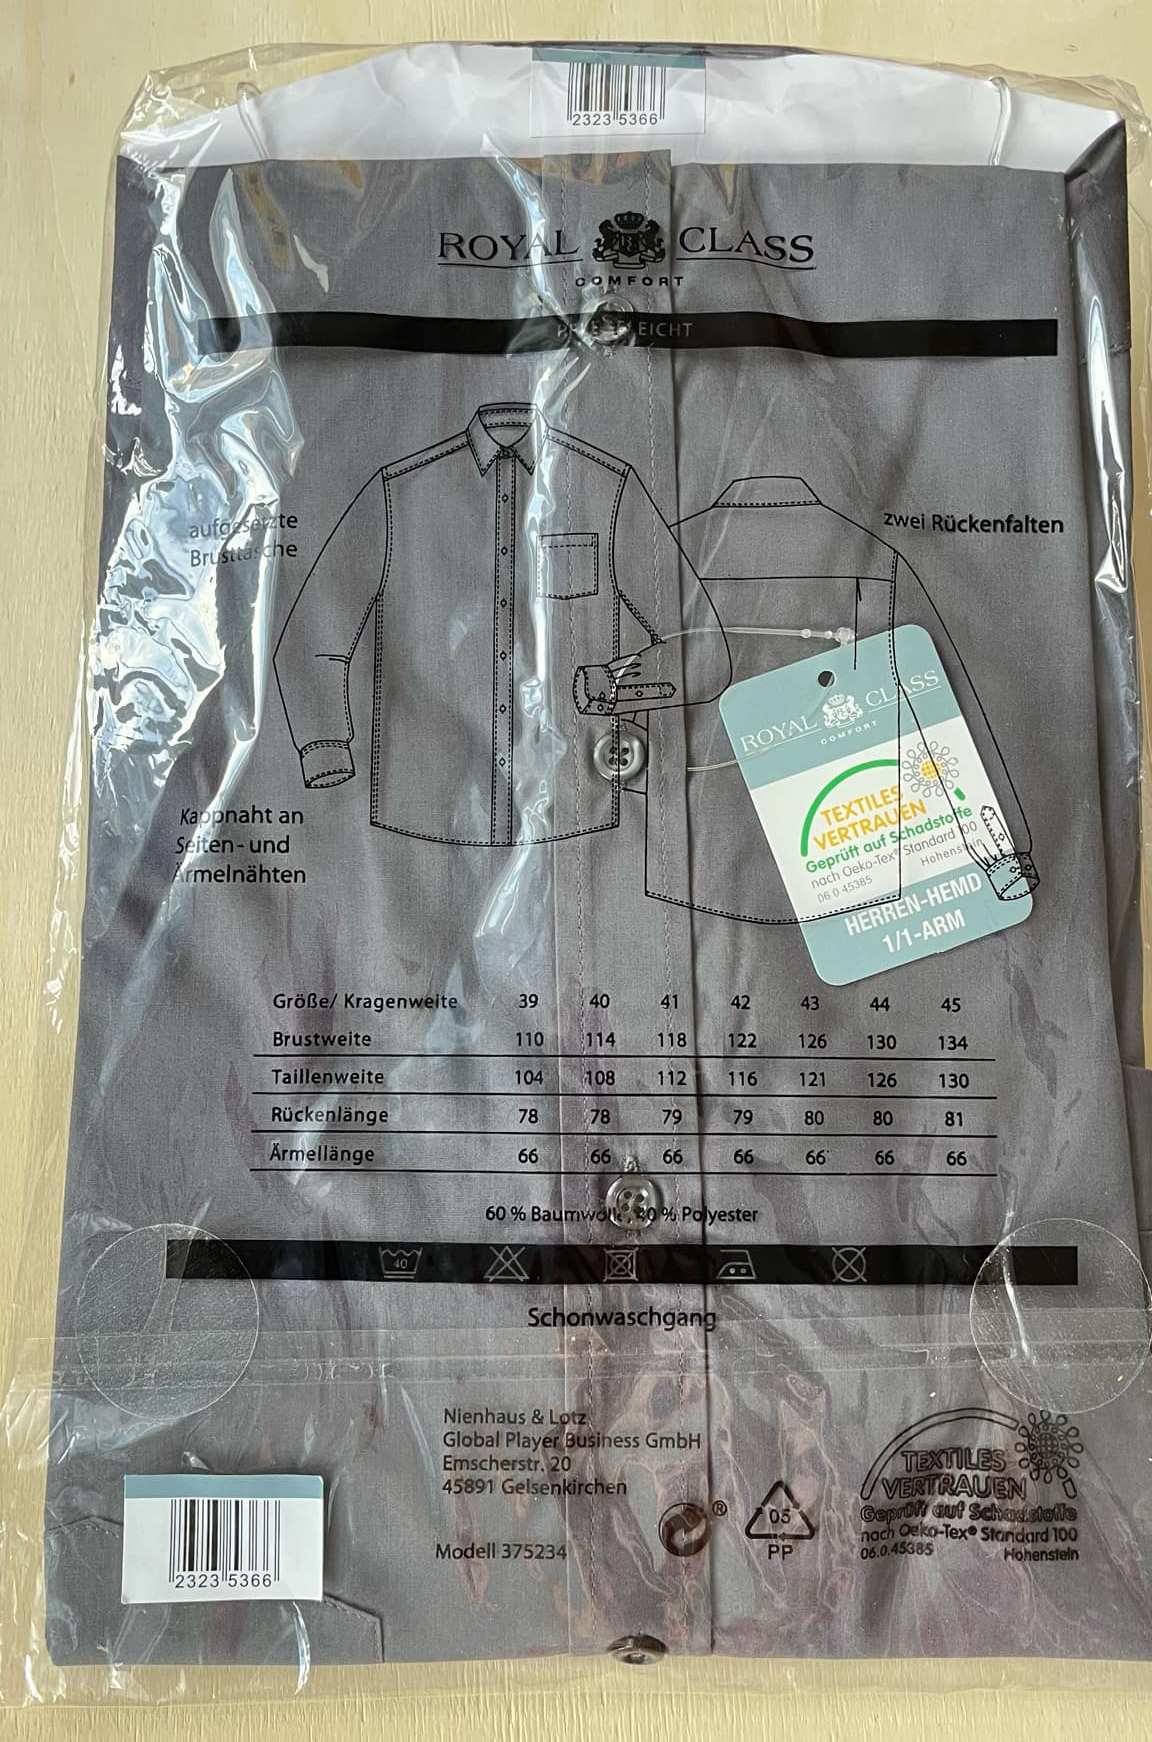 2323 5366
ROYAL CLASS
COMFORT
aufgesetzte
Brusttasche
zwei Rückenfalten
ROYAL CLASS
COMFORT
TEXTILES
VERTRAUEN
Geprüft auf Schadstoffe
nach Oeko-Tex® Standard 100
06.0.45385 Hohenstein
HERREN-HEMD
1/1-ARM
Kappnaht an
Seiten- und
Ärmelnähten
Größe/ Kragenweite 39 40 41 42 43 44 45
Brustweite 110 114 118 122 126 130 134
Taillenweite 104 108 112 116 121 126 130
Rückenlänge 78 78 79 79 80 80 81
Ärmellänge 66 66 66 66 66 66 66
60 % Baumwolle, 40 % Polyester
40
Schonwaschgang
Nienhaus & Lotz
Global Player Business GmbH
Emscherstr. 20
45891 Gelsenkirchen
Modell 375234
®
05
PP
TEXTILES
VERTRAUEN
Geprüft auf Schadstoffe
nach Oeko-Tex® Standard 100
06.0.45385 Hohenstein
2323 5366